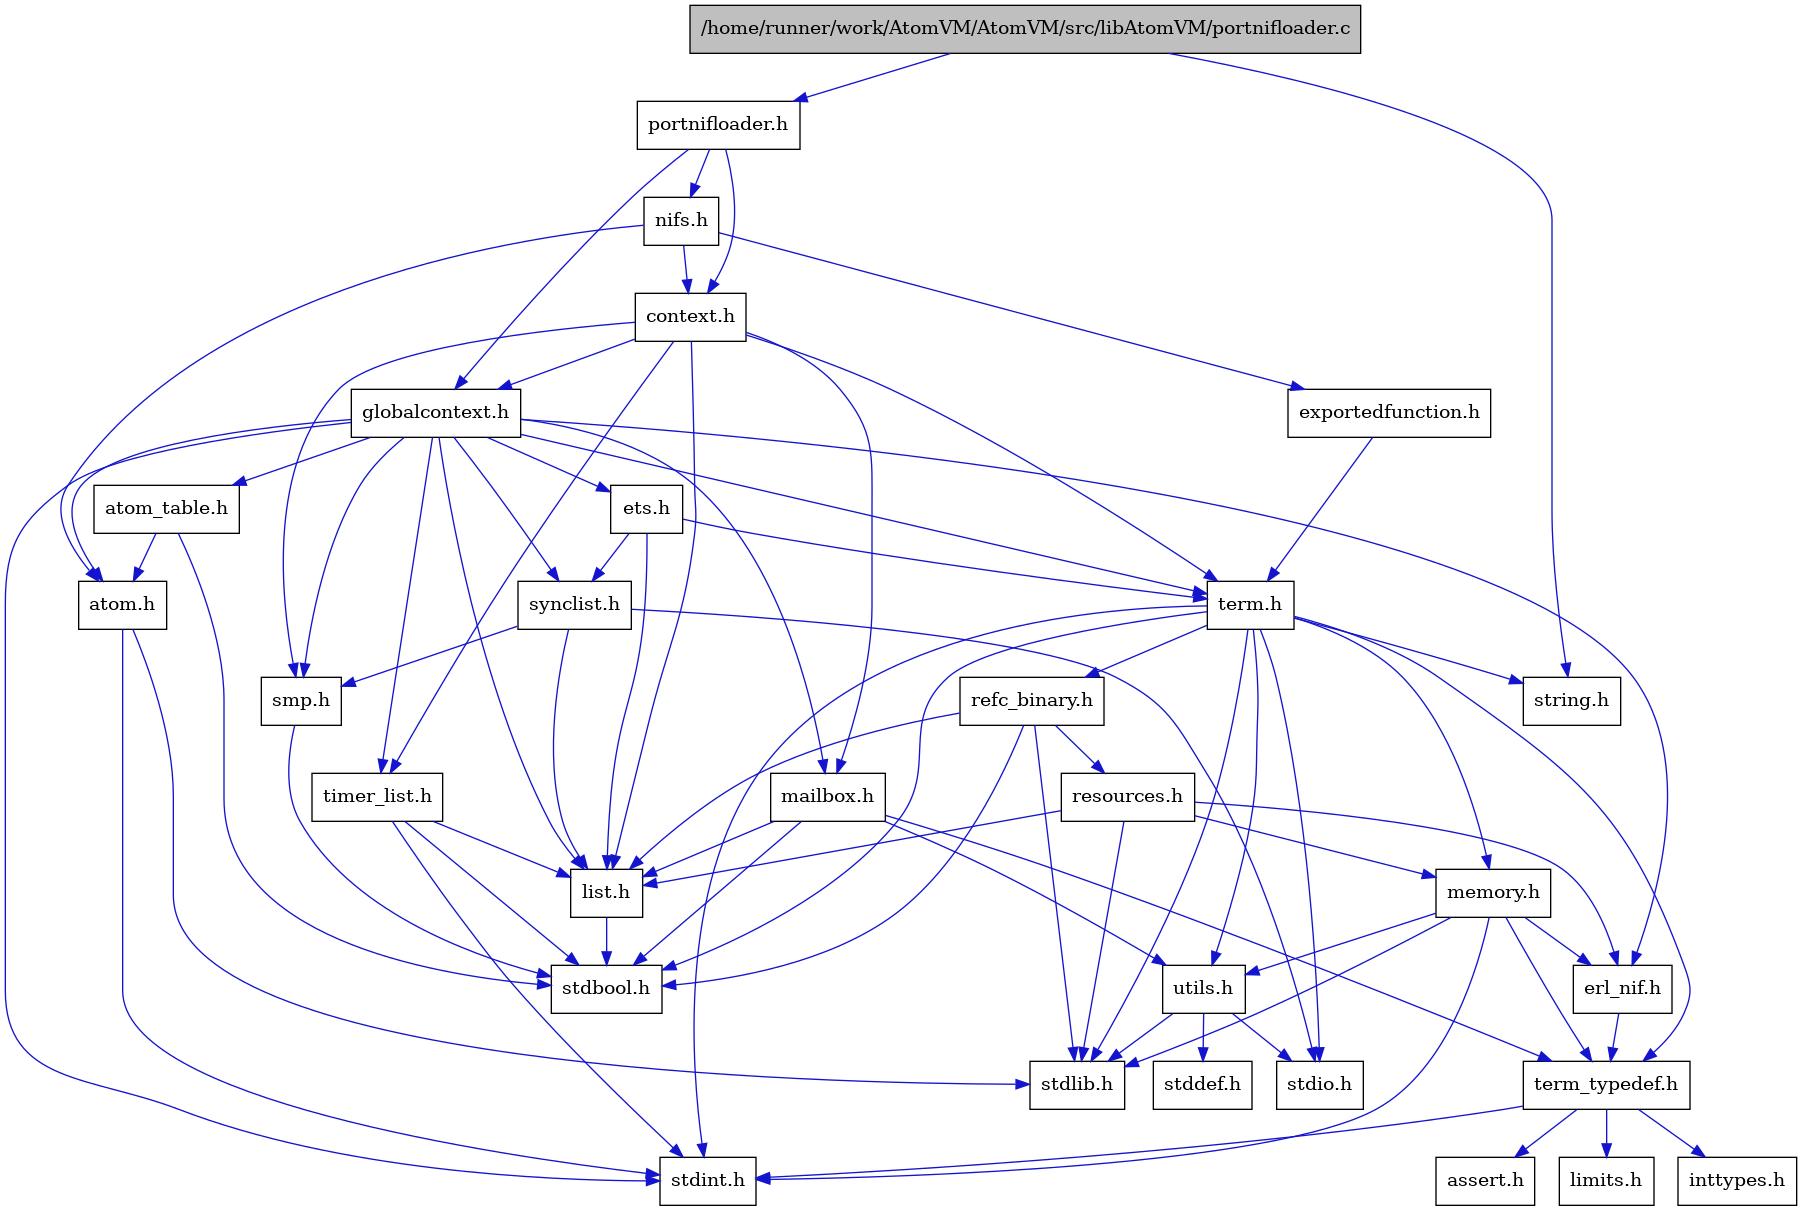 /home/runner/work/AtomVM/AtomVM/src/libAtomVM/portnifloader.c
portnifloader.h
nifs.h
context.h
globalcontext.h
exportedfunction.h
atom_table.h
ets.h
atom.h
synclist.h
term.h
smp.h
refc_binary.h
string.h
timer_list.h
mailbox.h
resources.h
list.h
memory.h
stdbool.h
utils.h
erl_nif.h
stdlib.h
stddef.h
stdio.h
term_typedef.h
stdint.h
assert.h
limits.h
inttypes.h